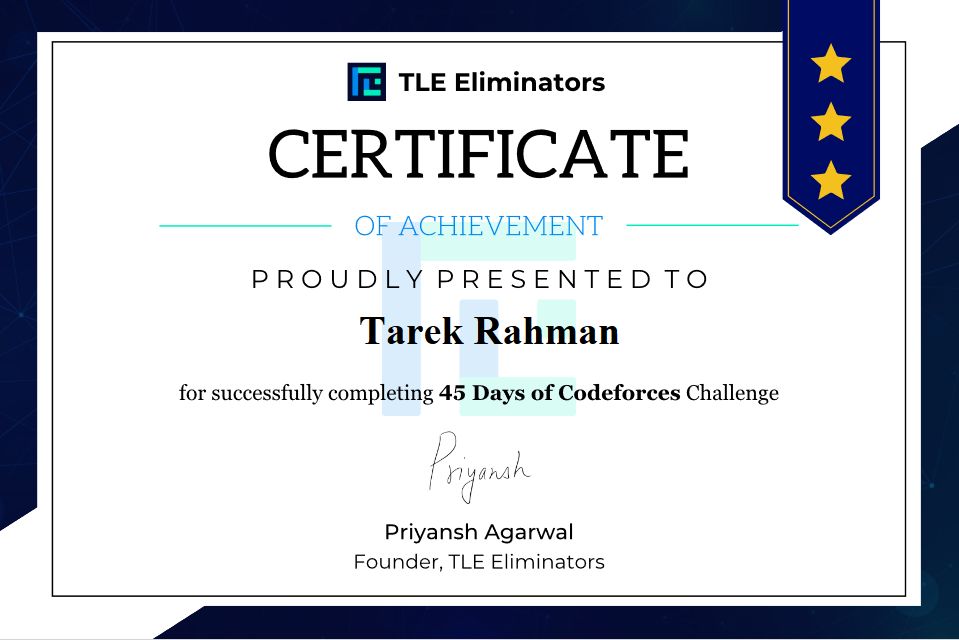 TLE Eliminators
CERTIFICATE
OF ACHIEVEMENT
PROUDLY PRESENTED TO
Tarek Rahman
for successfully completing 45 Days of Codeforces Challenge
Priyansh
Priyansh Agarwal
Founder, TLE Eliminators